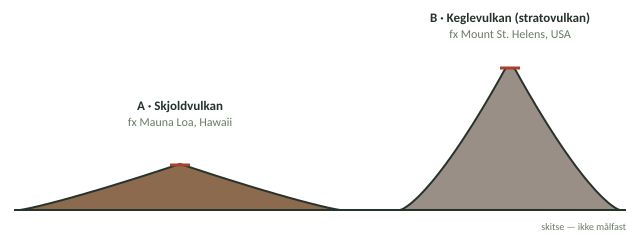 B · Keglevulkan (stratovulkan)
fx Mount St. Helens, USA
A · Skjoldvulkan
fx Mauna Loa, Hawaii
skitse — ikke målfast